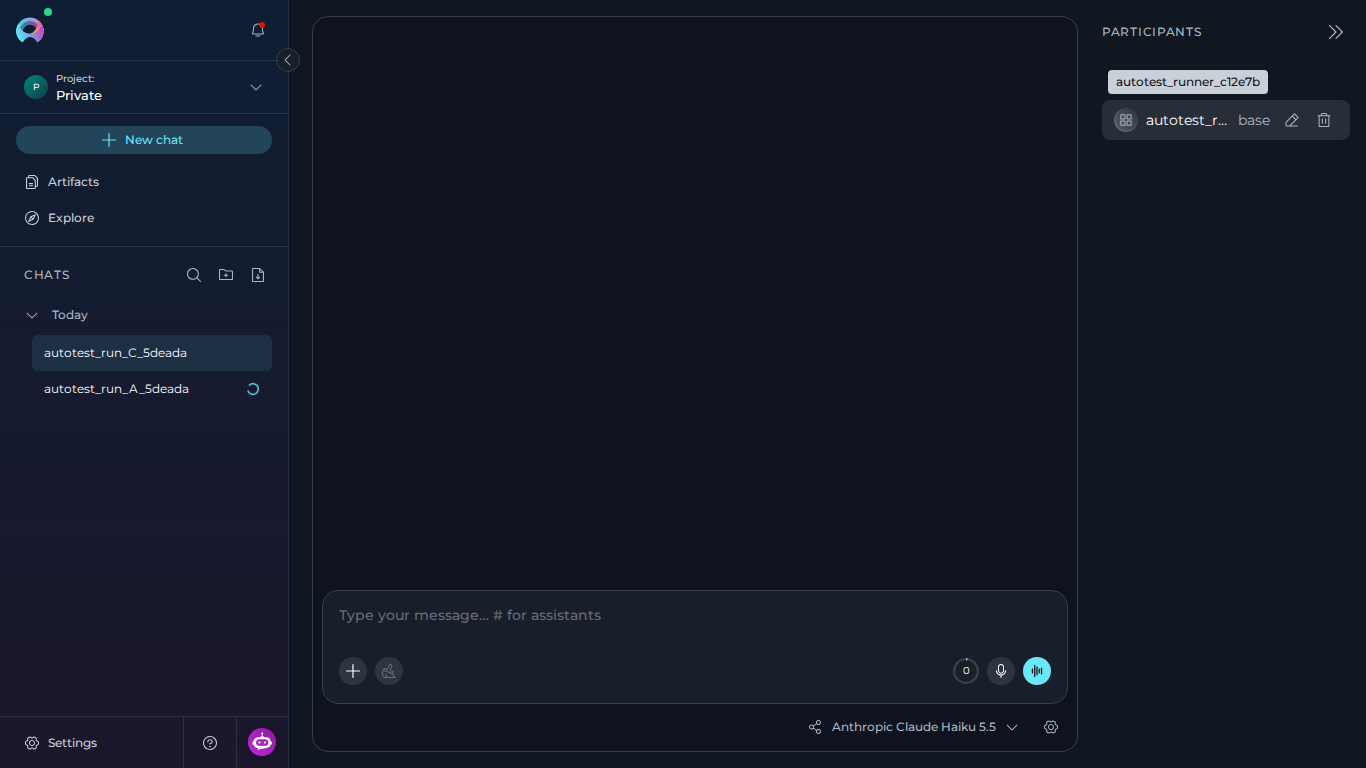 Project:
P
Private
New chat
Artifacts
Explore
CHATS
Today
autotest_run_C_5deada
autotest_run_A_5deada
Settings
Type your message... # for assistants
0
Anthropic Claude Haiku 5.5
PARTICIPANTS
autotest_runner_c12e7b
autotest_r... base